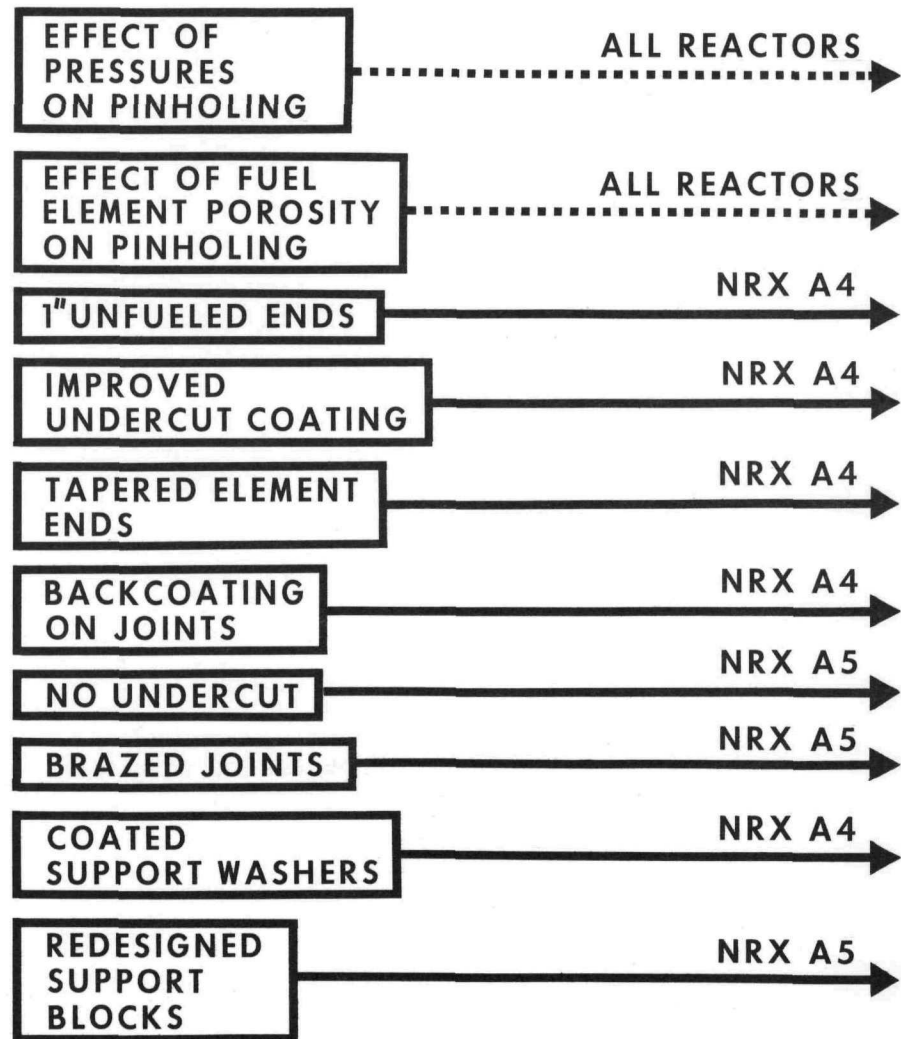 EFFECT OF
PRESSURES
ON PINHOLING
ALL REACTORS
EFFECT OF FUEL
ELEMENT POROSITY
ON PINHOLING
ALL REACTORS
1" UNFUELED ENDS
NRX A4
IMPROVED
UNDERCUT COATING
NRX A4
TAPERED ELEMENT
ENDS
NRX A4
BACKCOATING
ON JOINTS
NRX A4
NO UNDERCUT
NRX A5
BRAZED JOINTS
NRX A5
COATED
SUPPORT WASHERS
NRX A4
REDESIGNED
SUPPORT
BLOCKS
NRX A5